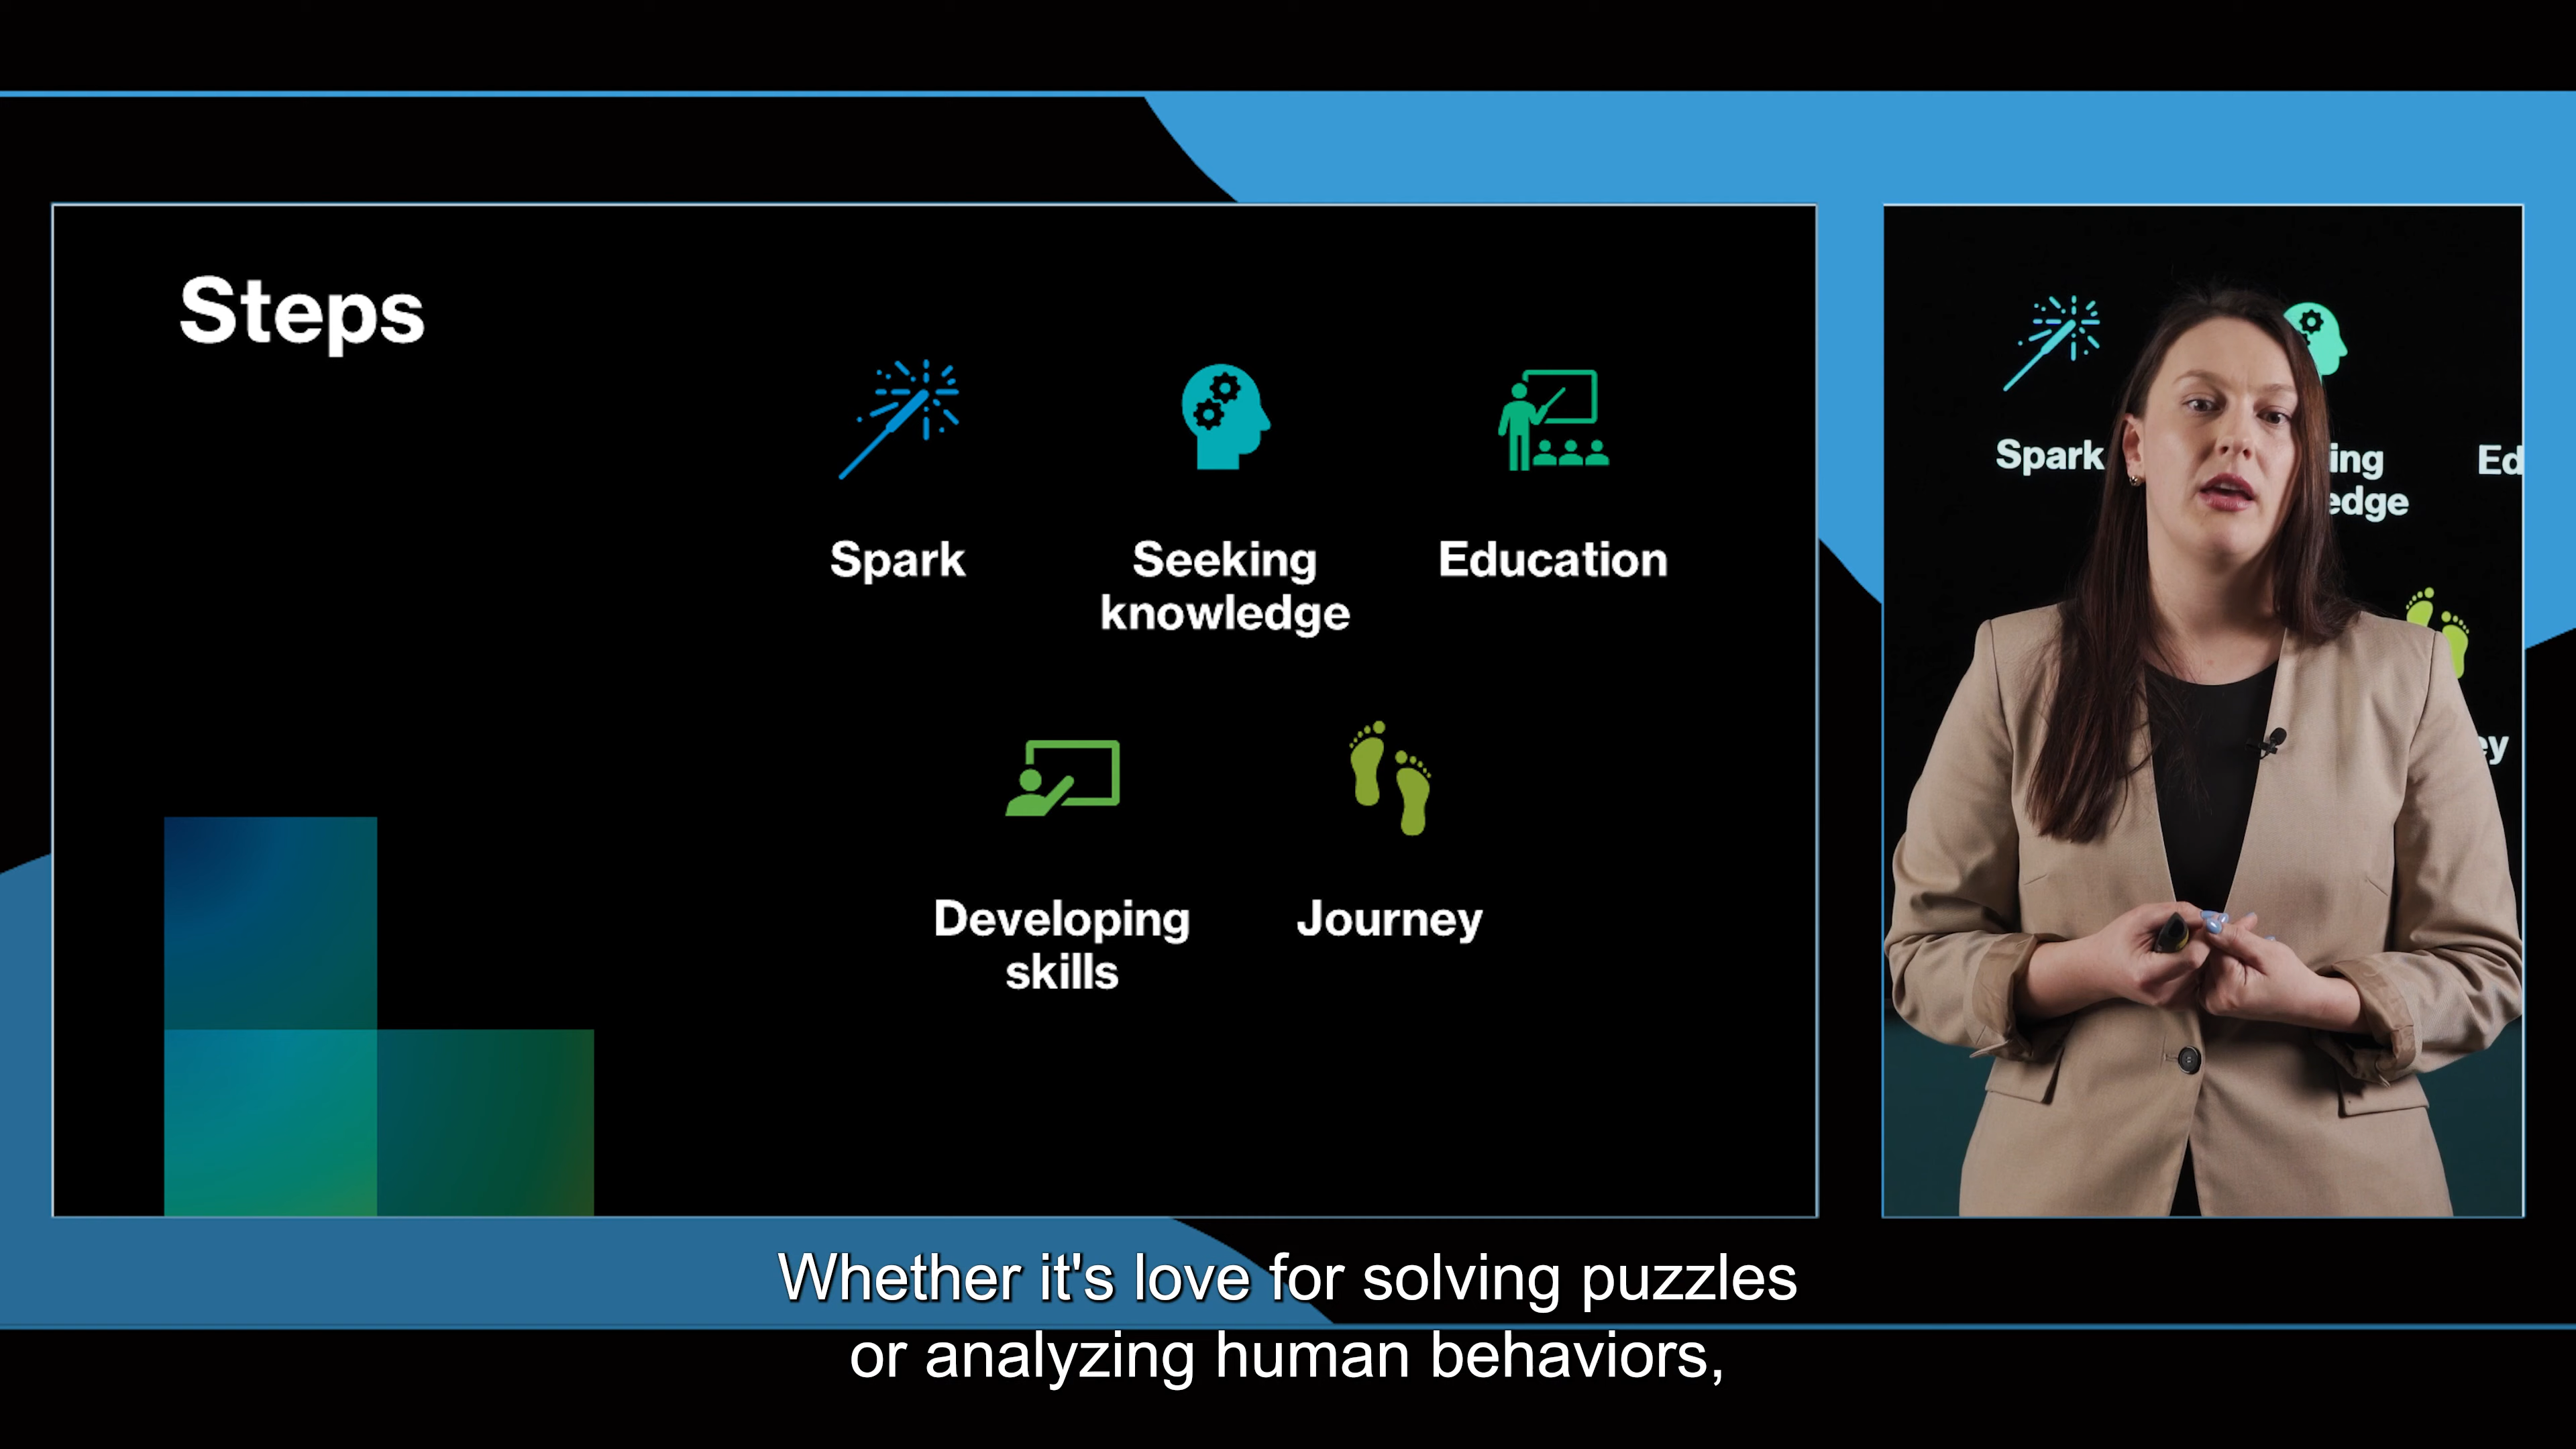 Steps
Spark
Seeking
knowledge
Education
Developing
skills
Journey
Spark
ing
edge
Ed
ey
Whether it's love for solving puzzles
or analyzing human behaviors,